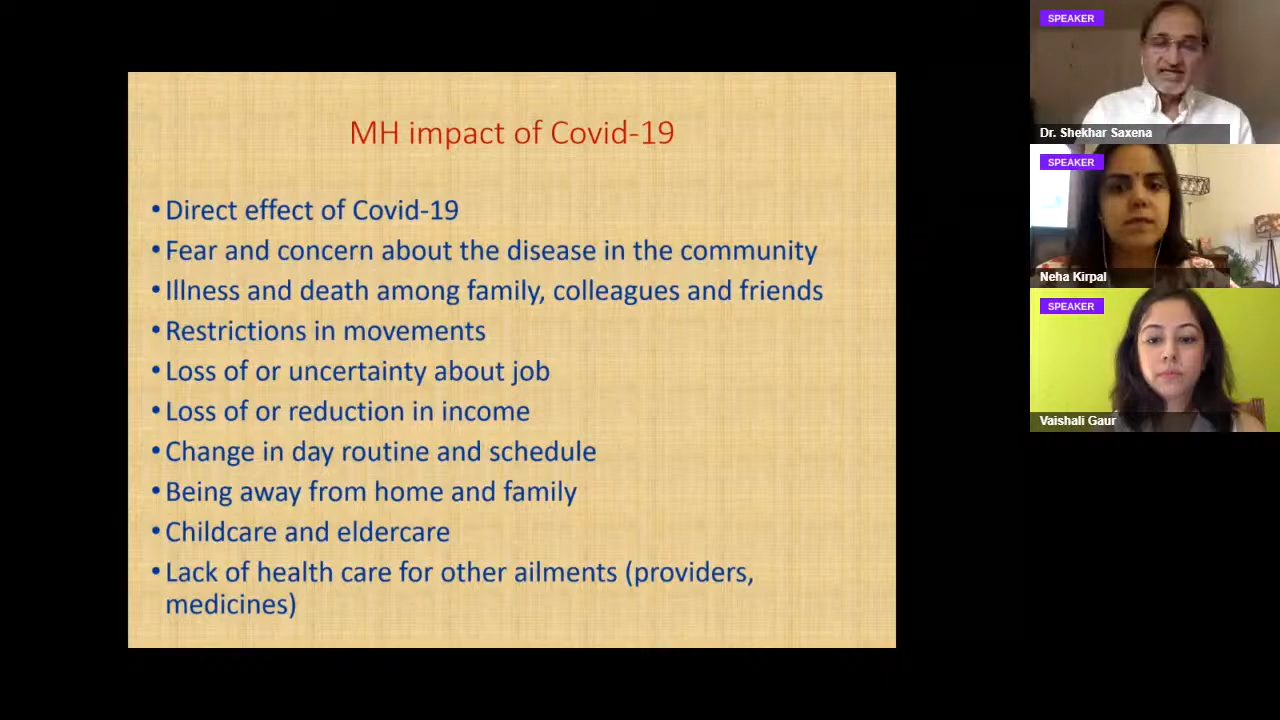 MH impact of Covid-19
• Direct effect of Covid-19
• Fear and concern about the disease in the community
• Illness and death among family, colleagues and friends
• Restrictions in movements
• Loss of or uncertainty about job
• Loss of or reduction in income
• Change in day routine and schedule
• Being away from home and family
• Childcare and eldercare
• Lack of health care for other ailments (providers,
medicines)
SPEAKER
Dr. Shekhar Saxena
SPEAKER
Neha Kirpal
SPEAKER
Vaishali Gaur